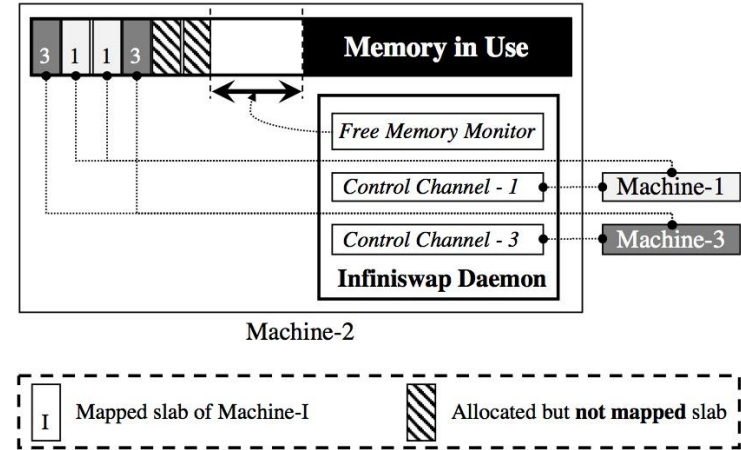 3 1 1 3 Memory in Use
Free Memory Monitor
Control Channel - 1 Machine-1
Control Channel - 3 Machine-3
Infiniswap Daemon
Machine-2
I Mapped slab of Machine-I Allocated but not mapped slab